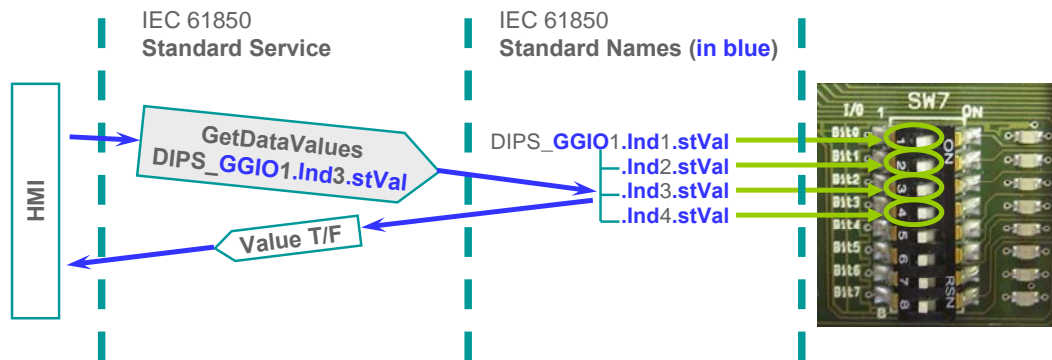 IEC 61850
Standard Service
IEC 61850
Standard Names (in blue)
HMI
GetDataValues
DIPS_GGIO1.Ind3.stVal
Value T/F
DIPS_GGIO1.Ind1.stVal
.Ind2.stVal
.Ind3.stVal
.Ind4.stVal
SW7
I/O 1 ON
Bit0
Bit1
Bit2
Bit3
Bit4
Bit5
Bit6
Bit7
8
ON
2
3
4
5
6
7
8
RSN